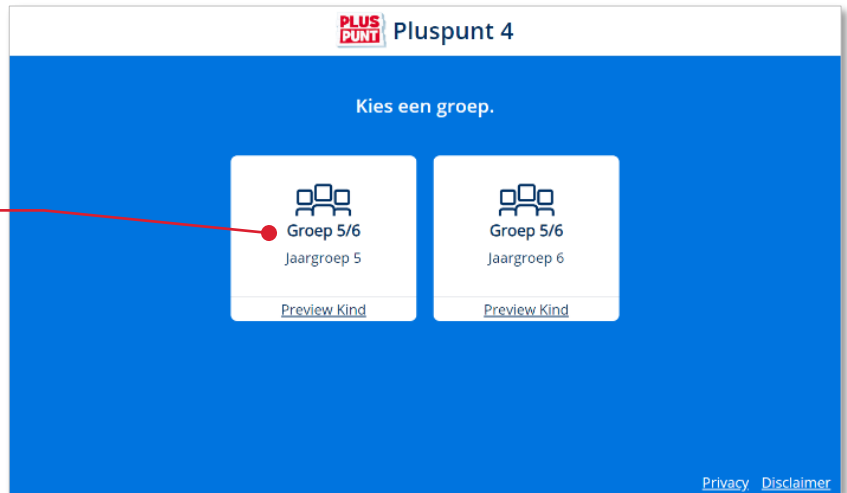 PLUS
PUNT
Pluspunt 4
Kies een groep.
Groep 5/6
Jaargroep 5
Preview Kind
Groep 5/6
Jaargroep 6
Preview Kind
Privacy Disclaimer